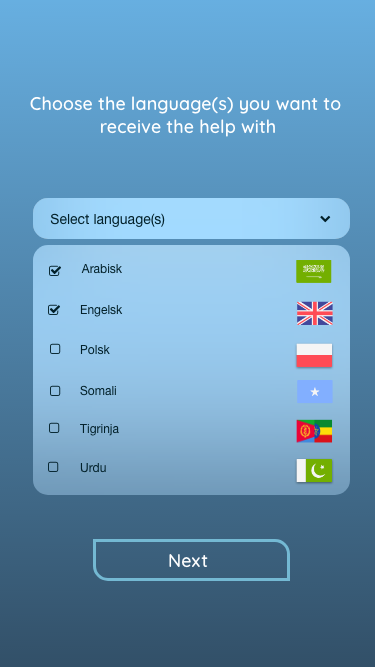 Choose the language(s) you want to
receive the help with
Select language(s)
Arabisk
Engelsk
Polsk
Somali
Tigrinja
Urdu
Next